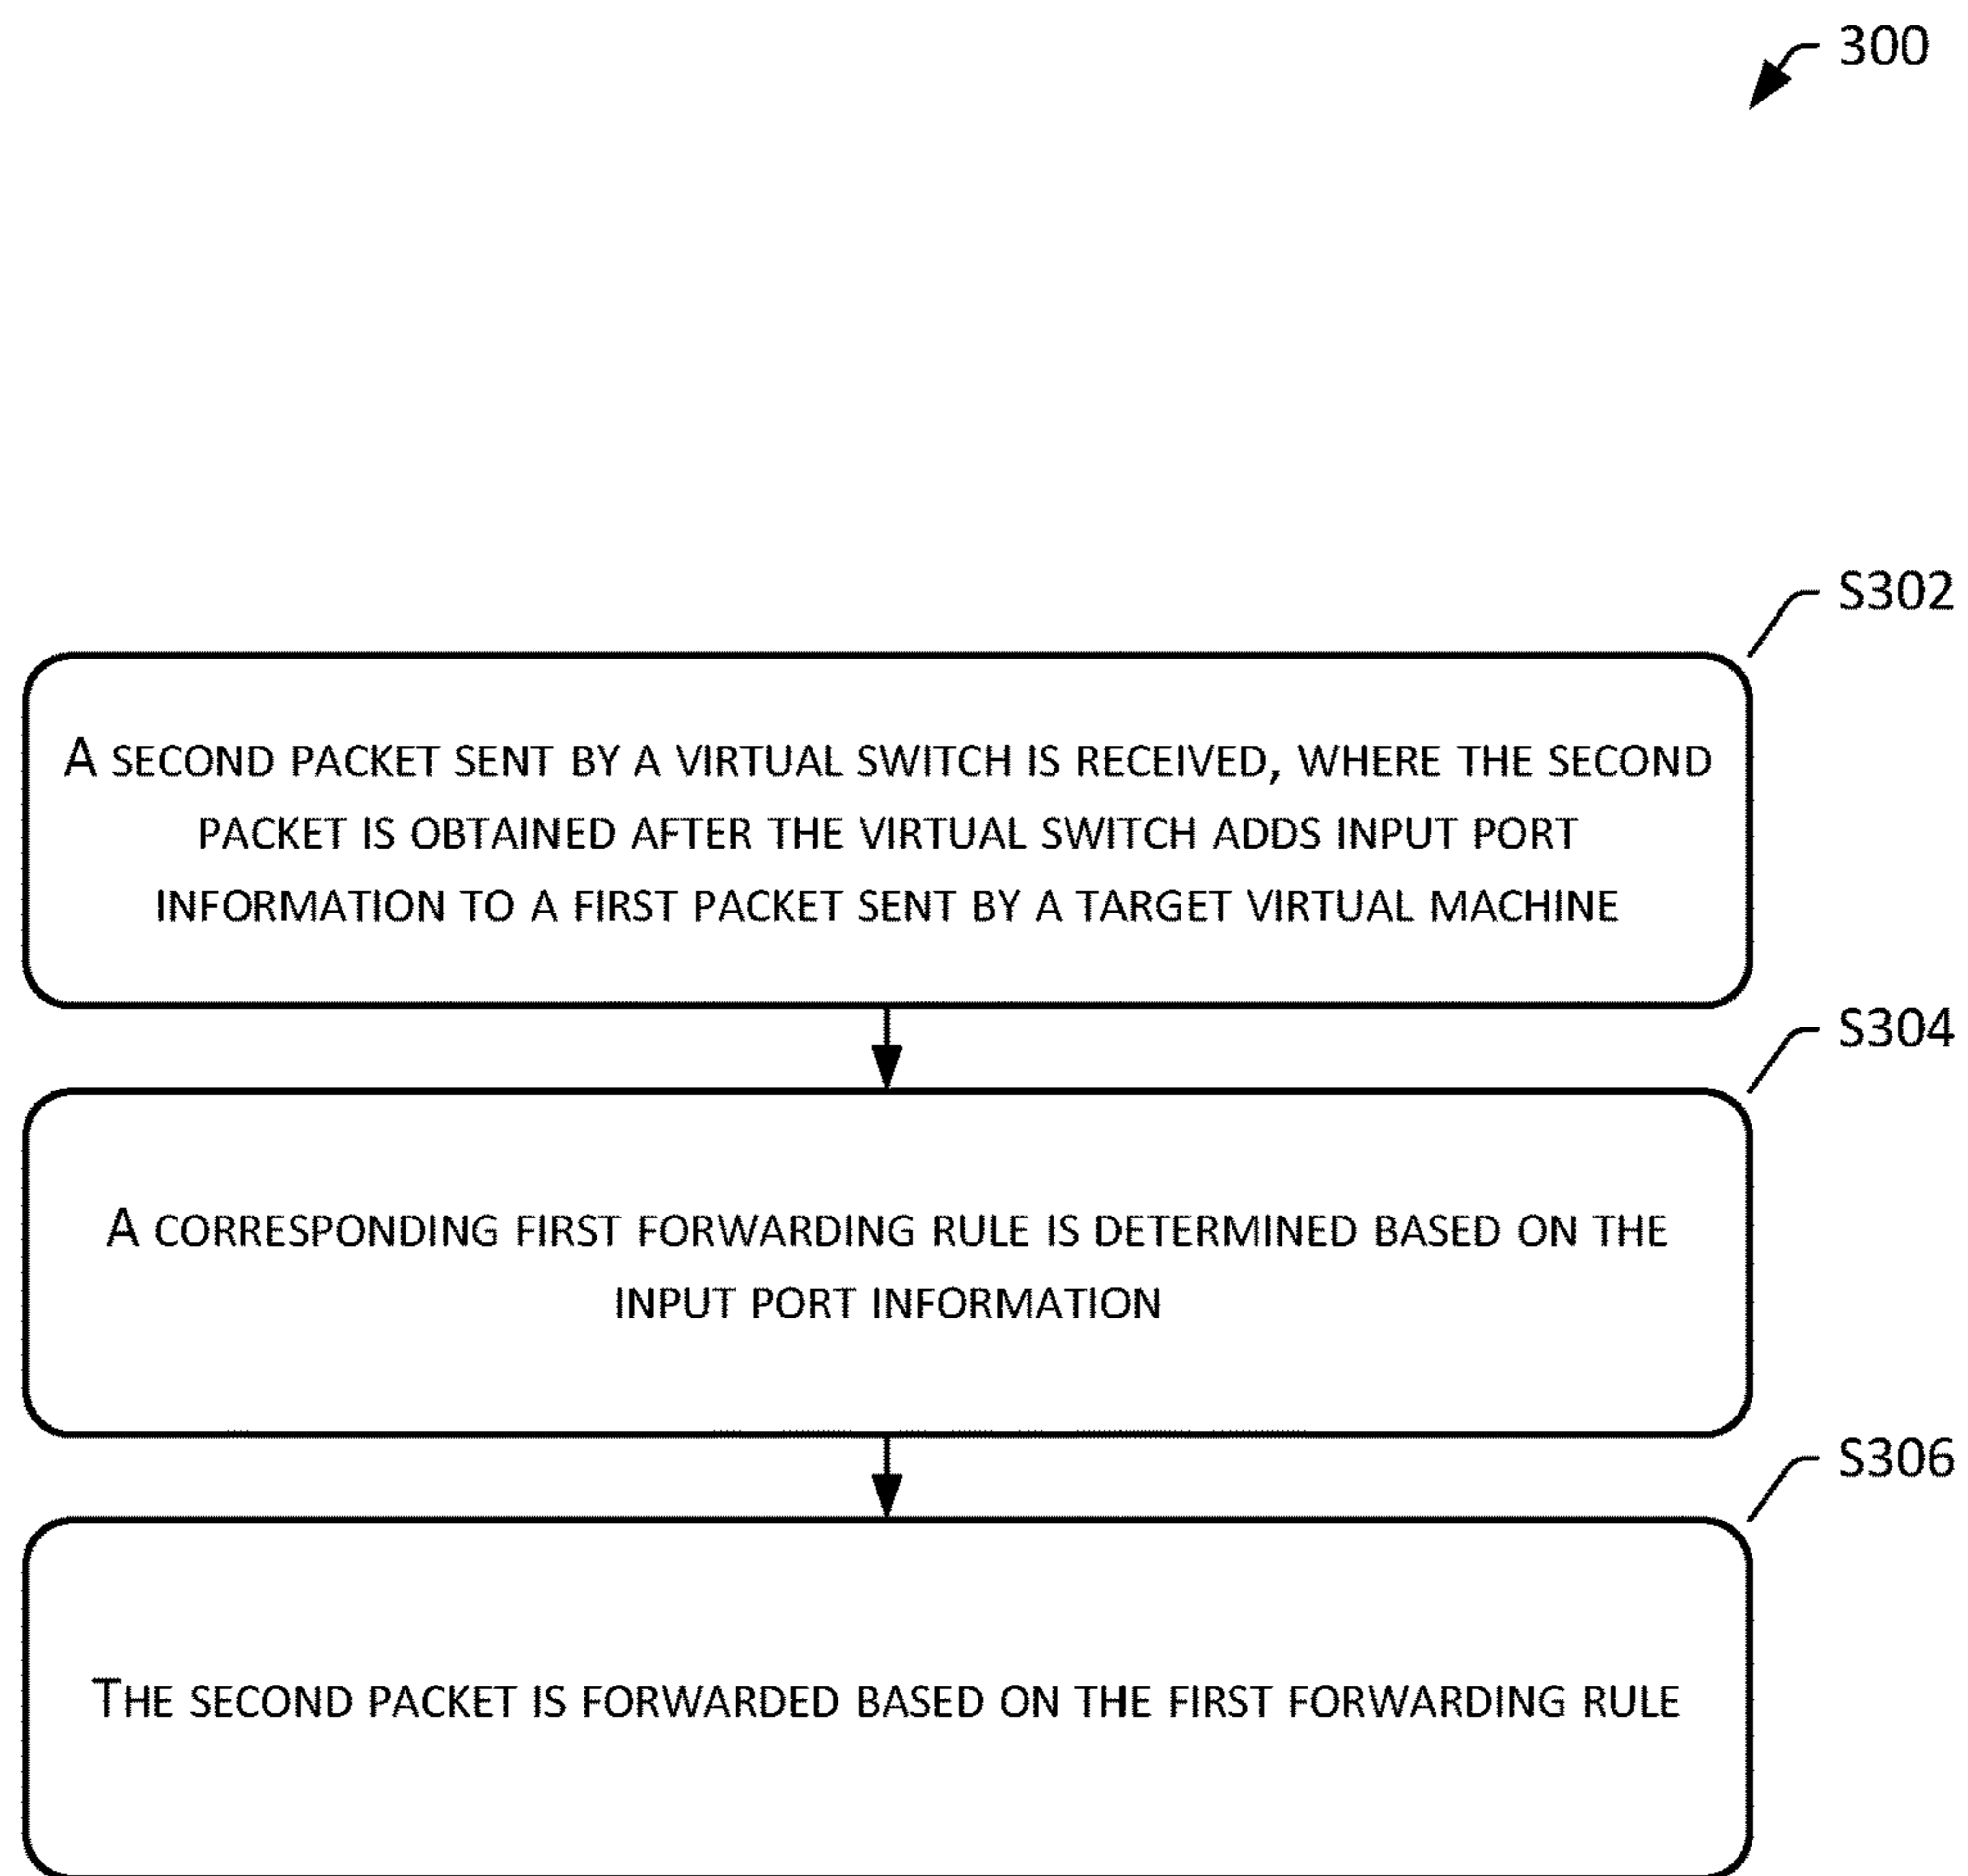 300
S302
A SECOND PACKET SENT BY A VIRTUAL SWITCH IS RECEIVED, WHERE THE SECOND
PACKET IS OBTAINED AFTER THE VIRTUAL SWITCH ADDS INPUT PORT
INFORMATION TO A FIRST PACKET SENT BY A TARGET VIRTUAL MACHINE
S304
A CORRESPONDING FIRST FORWARDING RULE IS DETERMINED BASED ON THE
INPUT PORT INFORMATION
S306
THE SECOND PACKET IS FORWARDED BASED ON THE FIRST FORWARDING RULE